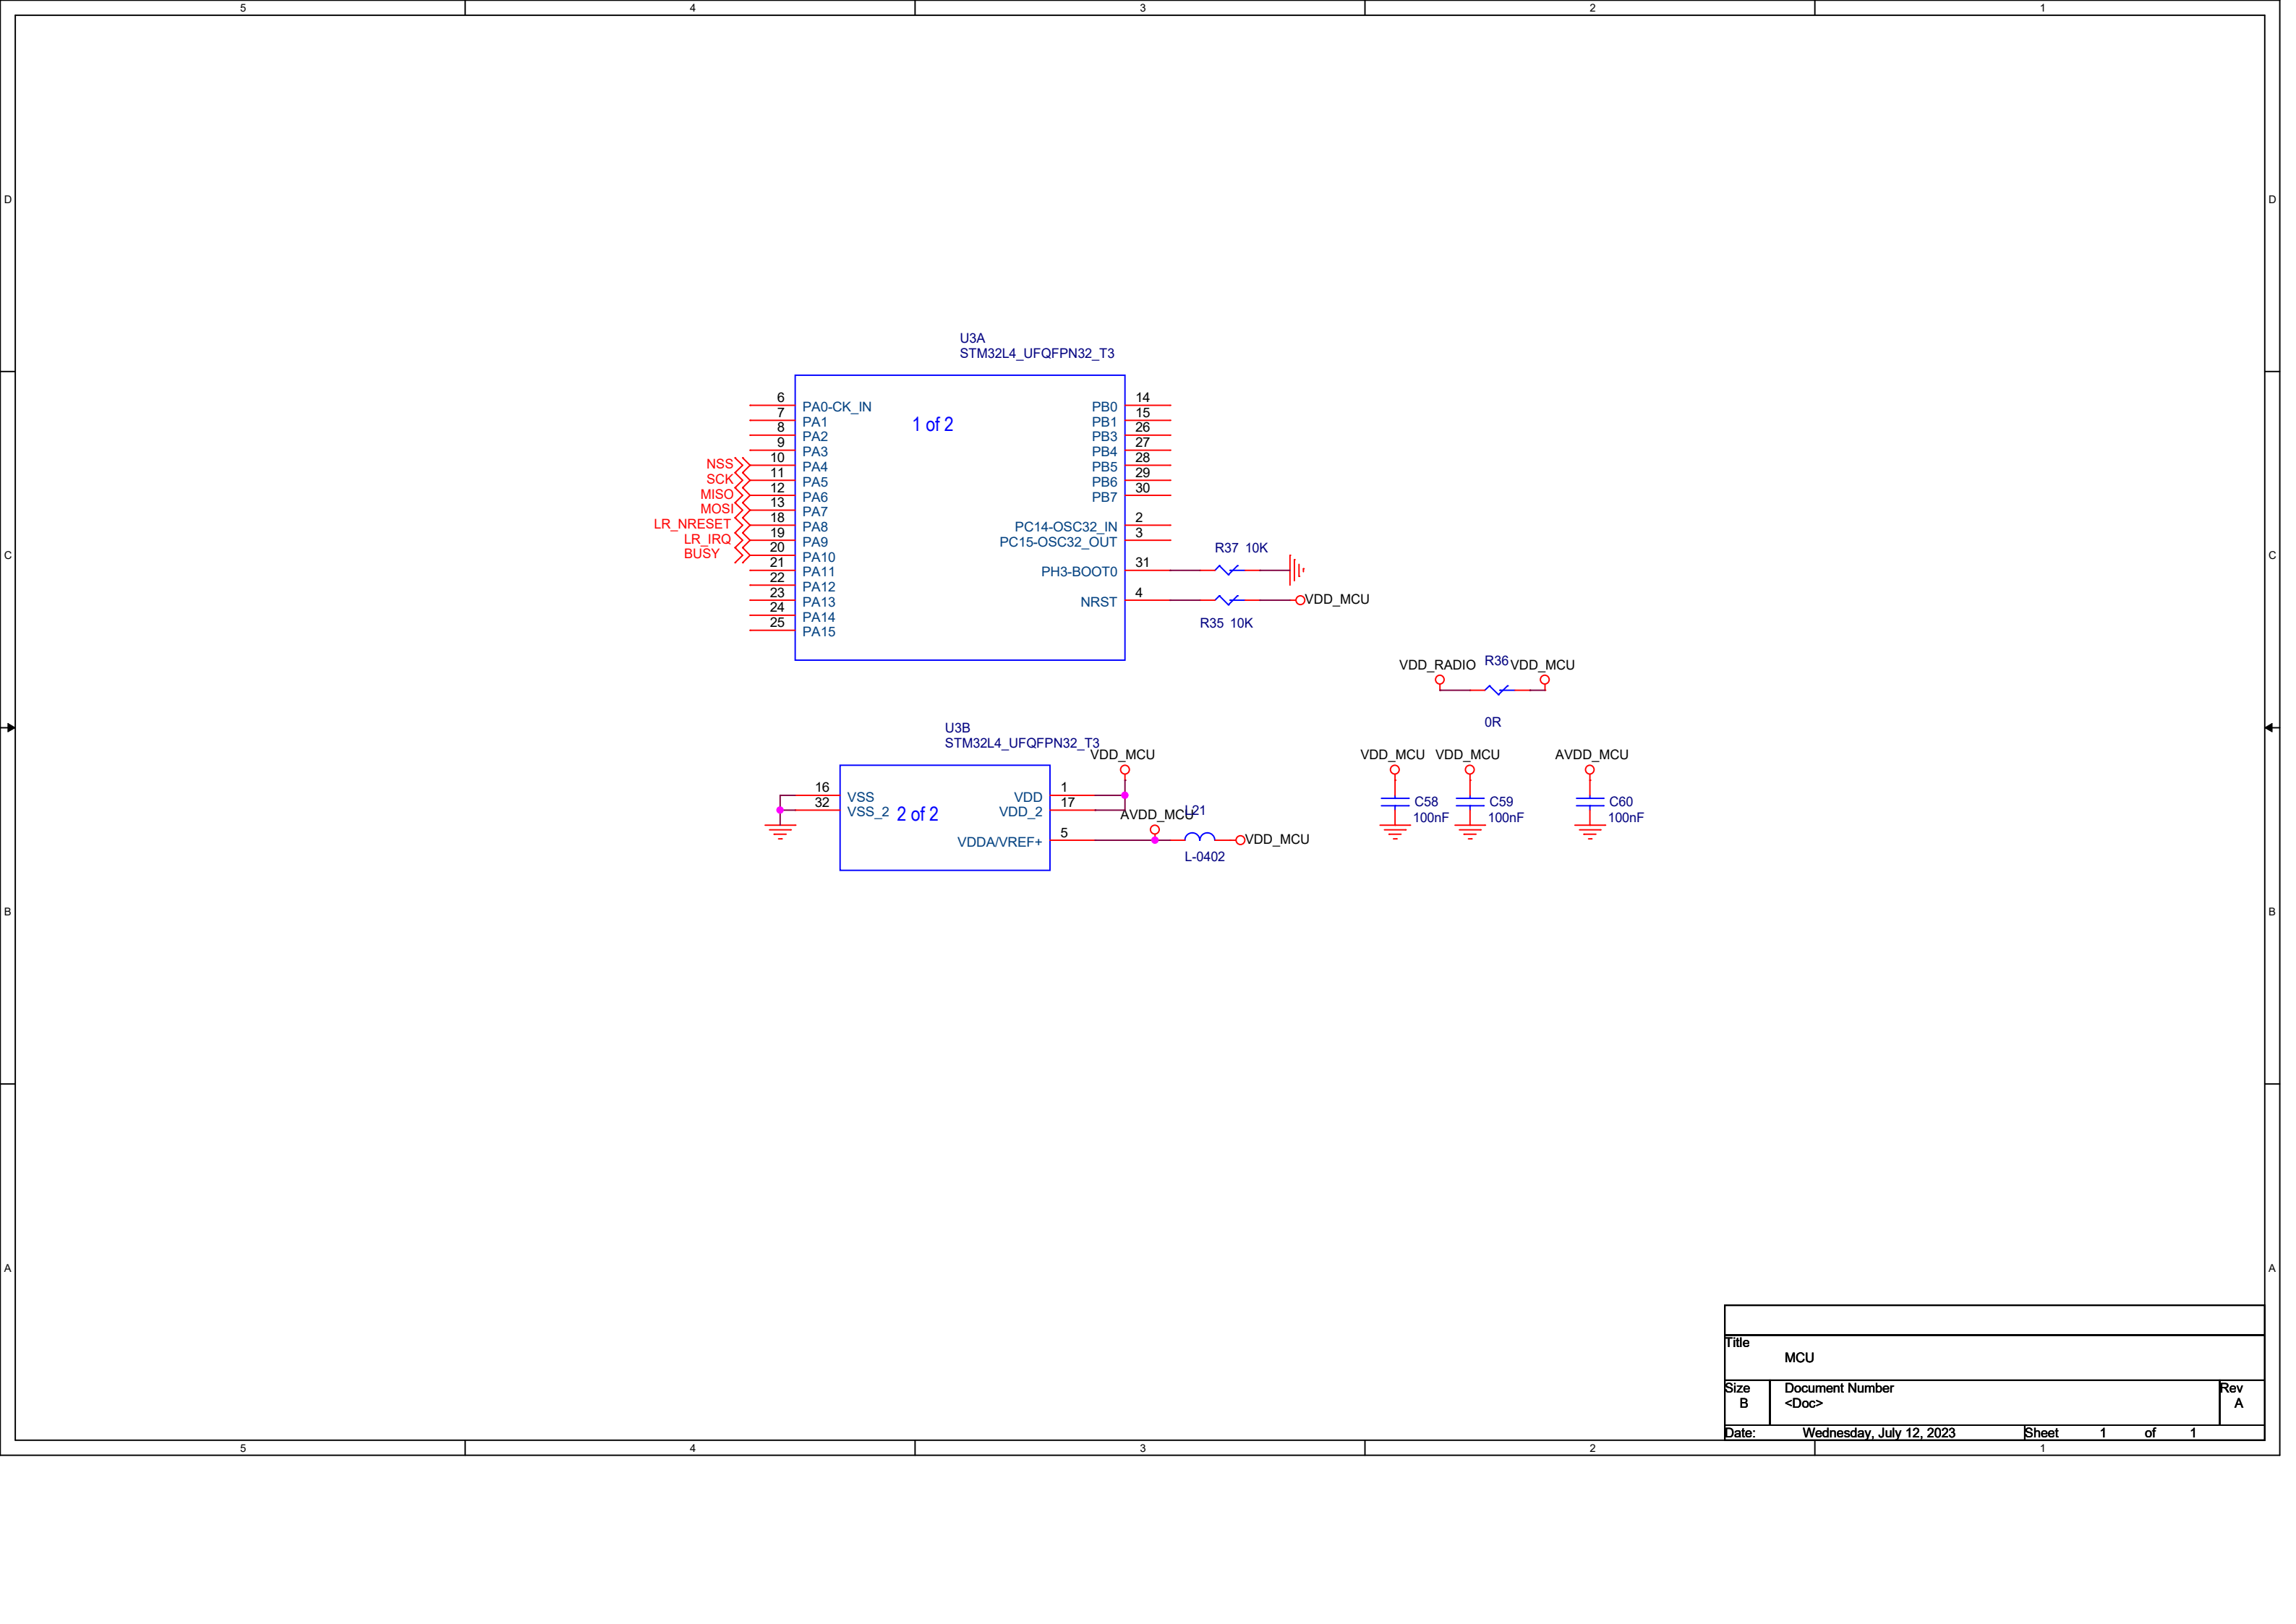 5 4 3 2 1
D D
U3A
STM32L4_UFQFPN32_T3
1 of 2
6 PA0-CK_IN
7 PA1
8 PA2
9 PA3
NSS 10 PA4
SCK 11 PA5
MISO 12 PA6
MOSI 13 PA7
LR_NRESET 18 PA8
LR_IRQ 19 PA9
BUSY 20 PA10
21 PA11
22 PA12
23 PA13
24 PA14
25 PA15
PB0 14
PB1 15
PB3 26
PB4 27
PB5 28
PB6 29
PB7 30
PC14-OSC32_IN 2
PC15-OSC32_OUT 3
R37 10K
PH3-BOOT0 31
NRST 4 VDD_MCU
R35 10K
C C
VDD_RADIO R36 VDD_MCU
0R
U3B
STM32L4_UFQFPN32_T3
VDD_MCU
16 VSS
32 VSS_2
2 of 2
VDD 1
VDD_2 17
AVDD_MCU L21
VDDA/VREF+ 5 VDD_MCU
L-0402
VDD_MCU VDD_MCU AVDD_MCU
C58 C59 C60
100nF 100nF 100nF
B B
A A
Title
MCU
Size Document Number Rev
B <Doc> A
Date: Wednesday, July 12, 2023 Sheet 1 of 1
5 4 3 2 1